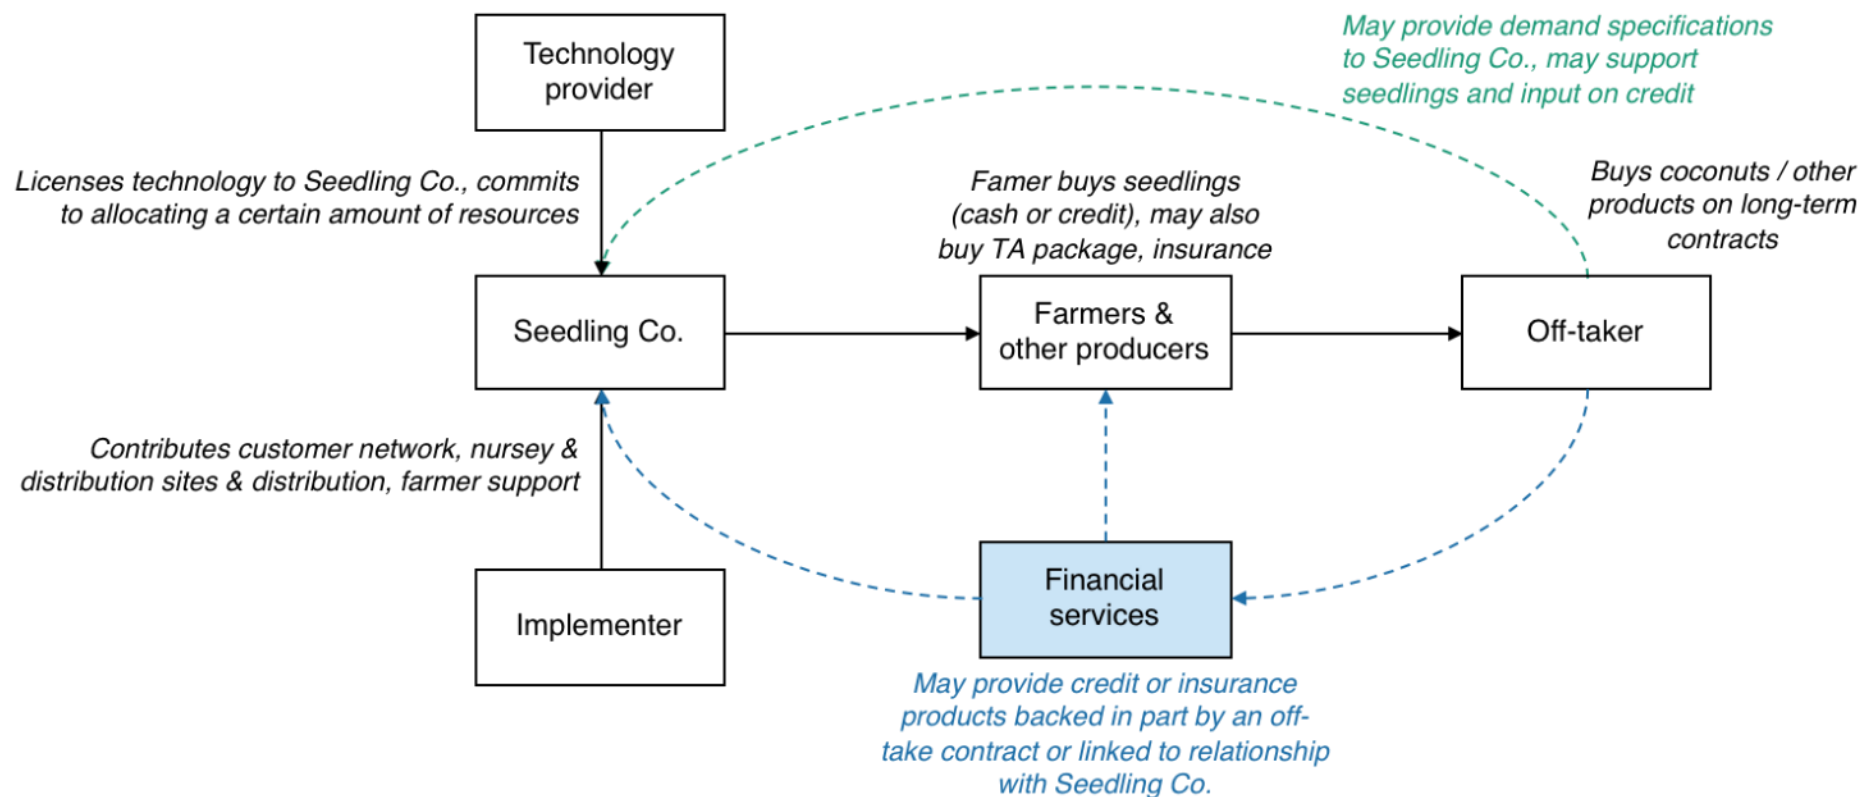 Technology
provider
May provide demand specifications
to Seedling Co., may support
seedlings and input on credit
Licenses technology to Seedling Co., commits
to allocating a certain amount of resources
Famer buys seedlings
(cash or credit), may also
buy TA package, insurance
Buys coconuts / other
products on long-term
contracts
Seedling Co.
Farmers &
other producers
Off-taker
Contributes customer network, nursey &
distribution sites & distribution, farmer support
Implementer
Financial
services
May provide credit or insurance
products backed in part by an off-
take contract or linked to relationship
with Seedling Co.